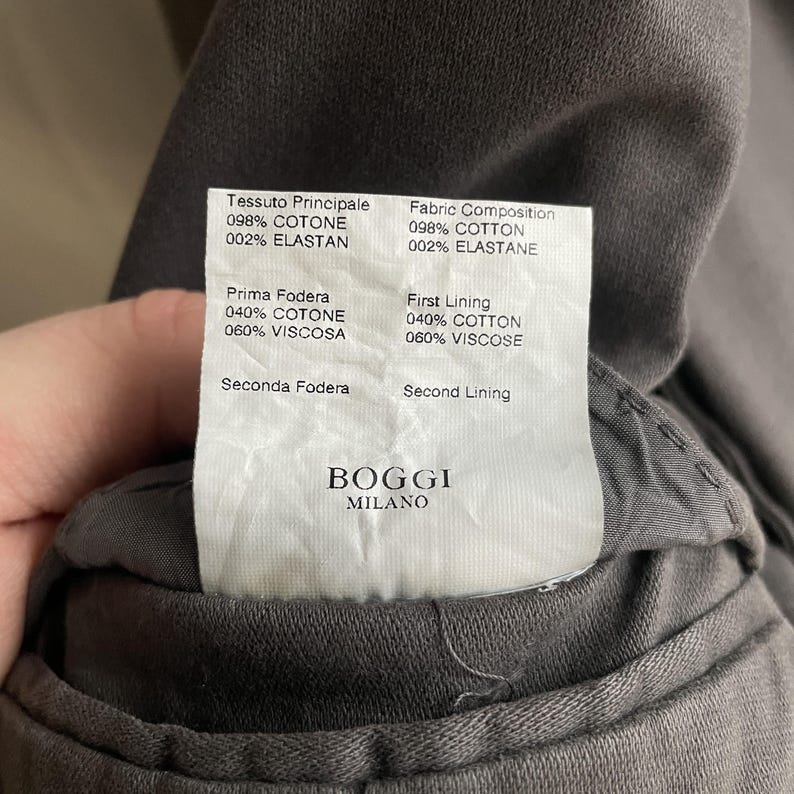 Tessuto Principale
098% COTONE
002% ELASTAN
Fabric Composition
098% COTTON
002% ELASTANE
Prima Fodera
040% COTONE
060% VISCOSA
First Lining
040% COTTON
060% VISCOSE
Seconda Fodera
Second Lining
BOGGI
MILANO